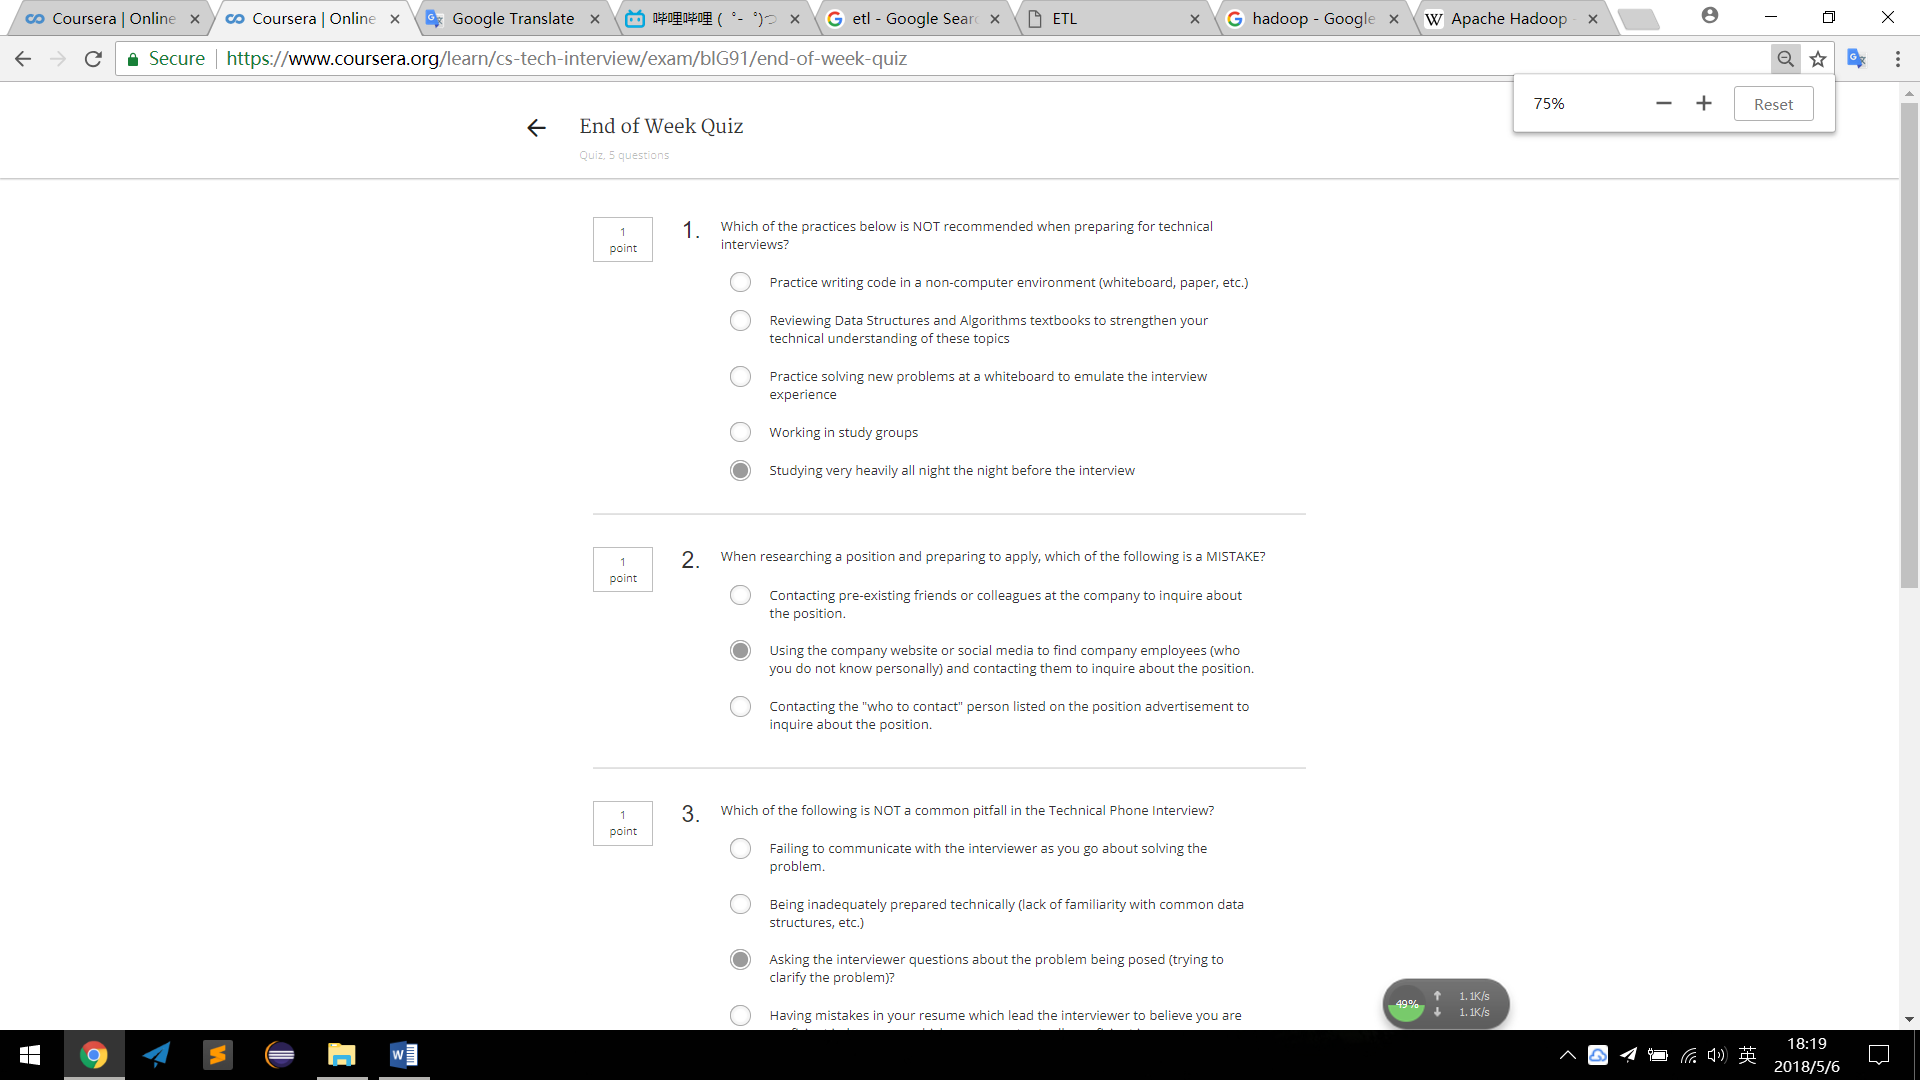 Coursera | Online
Coursera | Online
Google Translate
哔哩哔哩 ( ゜- ゜)つ
etl - Google Sear
ETL
hadoop - Google
Apache Hadoop
Secure
https://www.coursera.org/learn/cs-tech-interview/exam/bIG91/end-of-week-quiz
75%
Reset
End of Week Quiz
Quiz, 5 questions
1
point
1.
Which of the practices below is NOT recommended when preparing for technical
interviews?
Practice writing code in a non-computer environment (whiteboard, paper, etc.)
Reviewing Data Structures and Algorithms textbooks to strengthen your
technical understanding of these topics
Practice solving new problems at a whiteboard to emulate the interview
experience
Working in study groups
Studying very heavily all night the night before the interview
1
point
2.
When researching a position and preparing to apply, which of the following is a MISTAKE?
Contacting pre-existing friends or colleagues at the company to inquire about
the position.
Using the company website or social media to find company employees (who
you do not know personally) and contacting them to inquire about the position.
Contacting the "who to contact" person listed on the position advertisement to
inquire about the position.
1
point
3.
Which of the following is NOT a common pitfall in the Technical Phone Interview?
Failing to communicate with the interviewer as you go about solving the
problem.
Being inadequately prepared technically (lack of familiarity with common data
structures, etc.)
Asking the interviewer questions about the problem being posed (trying to
clarify the problem)?
Having mistakes in your resume which lead the interviewer to believe you are
49%
1.1K/s
1.1K/s
英
18:19
2018/5/6